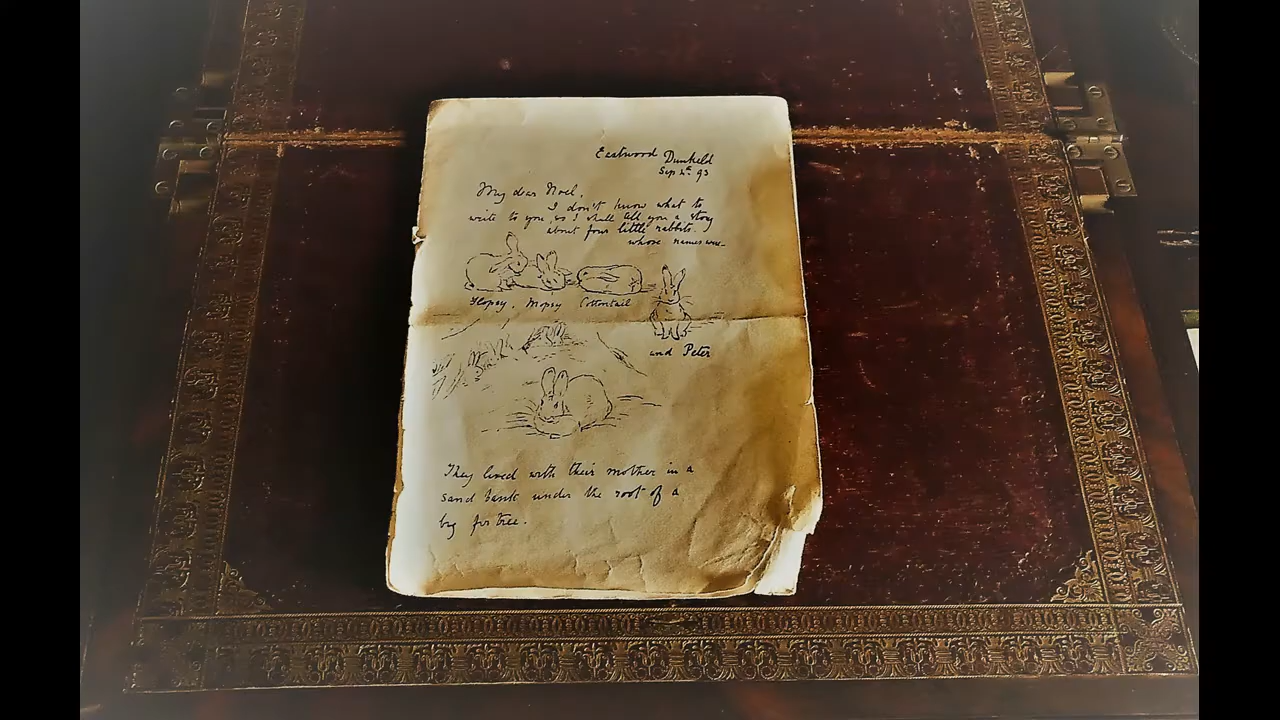 Eastwood Dunkeld
Sep 4th 93
My dear Noel,
I don't know what to
write to you, so I shall tell you a story
about four little rabbits.
whose names were_
Flopsy, Mopsy Cottontail
and Peter
They lived with their mother in a
sand bank under the root of a
big fir tree.